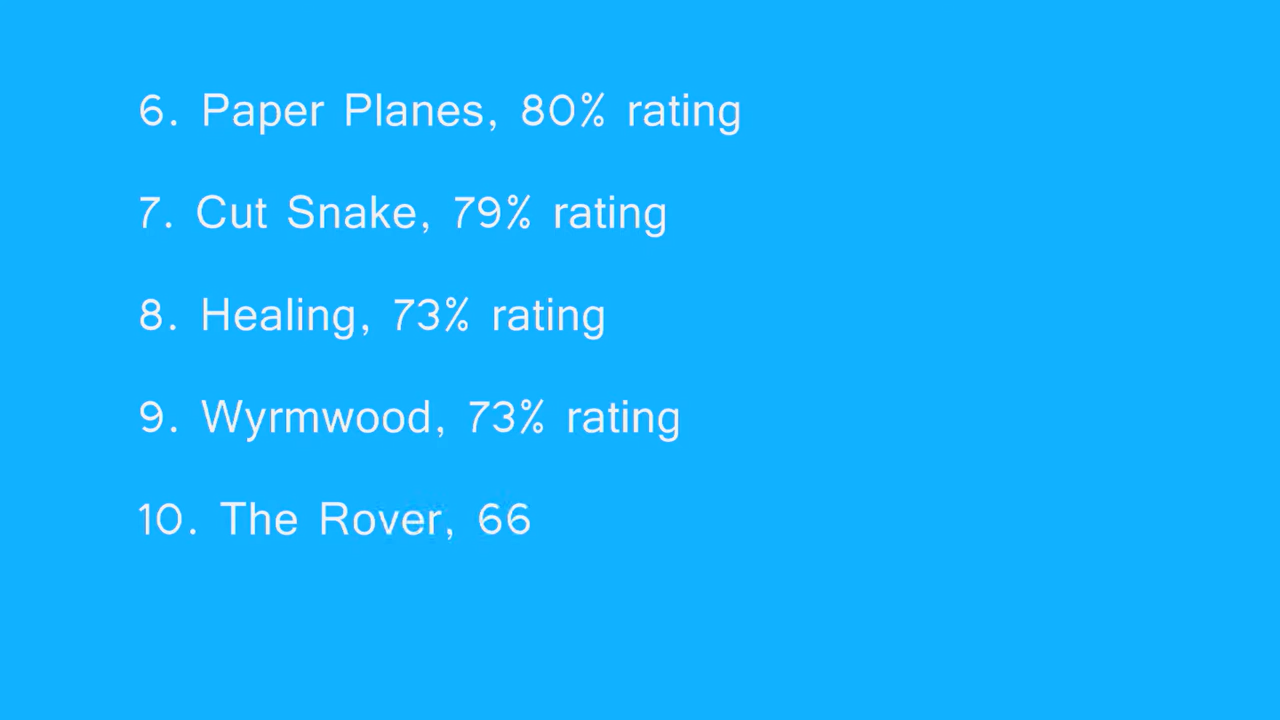 6. Paper Planes, 80% rating
7. Cut Snake, 79% rating
8. Healing, 73% rating
9. Wyrmwood, 73% rating
10. The Rover, 66